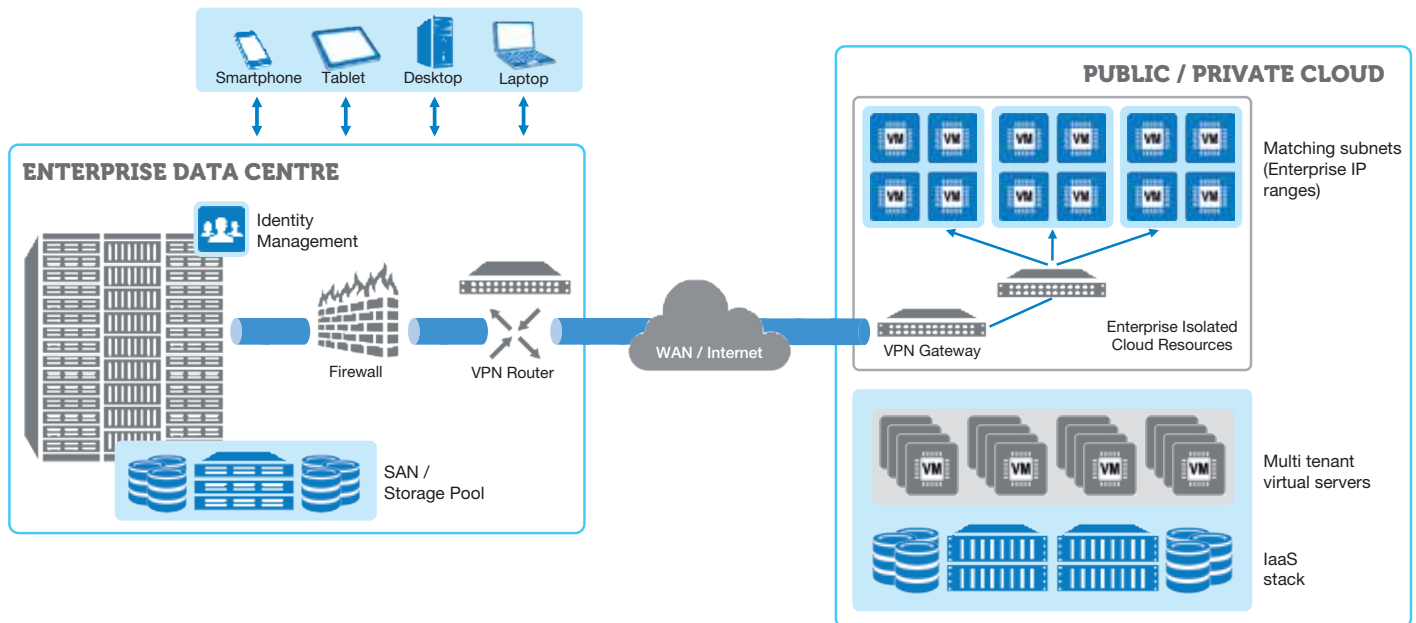 Smartphone
Tablet
Desktop
Laptop
ENTERPRISE DATA CENTRE
Identity
Management
Firewall
VPN Router
SAN /
Storage Pool
WAN / Internet
PUBLIC / PRIVATE CLOUD
VM
VM
VM
VM
VM
VM
VM
VM
VM
VM
VM
VM
Matching subnets
(Enterprise IP
ranges)
VPN Gateway
Enterprise Isolated
Cloud Resources
VM
VM
VM
VM
Multi tenant
virtual servers
IaaS
stack